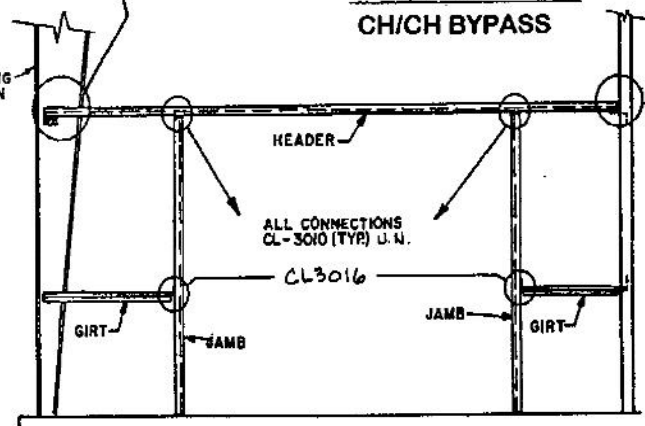 CH/CH BYPASS
HEADER
ALL CONNECTIONS
CL-3010 (TYP.) U.N.
CL3016
GIRT
JAMB
JAMB
GIRT